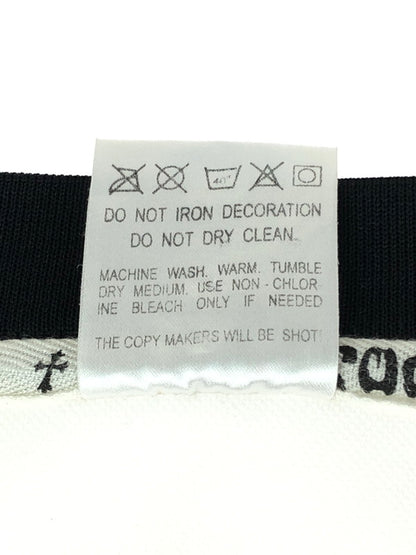 40°
DO NOT IRON DECORATION
DO NOT DRY CLEAN.
MACHINE WASH. WARM. TUMBLE
DRY MEDIUM. USE NON - CHLOR-
INE BLEACH ONLY IF NEEDED
THE COPY MAKERS WILL BE SHOT!